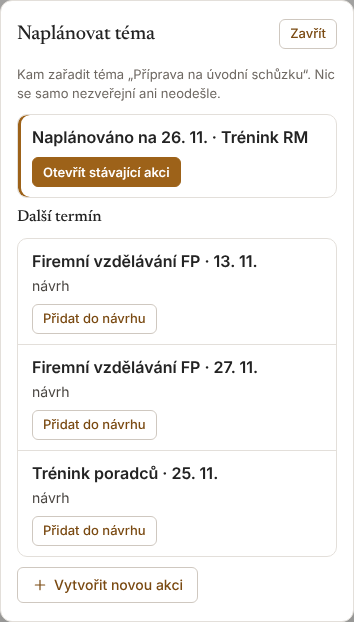 Naplánovat téma
Zavřít
Kam zařadit téma „Příprava na úvodní schůzku“. Nic
se samo nezveřejní ani neodešle.
Naplánováno na 26. 11. · Trénink RM
Otevřít stávající akci
Další termín
Firemní vzdělávání FP · 13. 11.
návrh
Přidat do návrhu
Firemní vzdělávání FP · 27. 11.
návrh
Přidat do návrhu
Trénink poradců · 25. 11.
návrh
Přidat do návrhu
+ Vytvořit novou akci